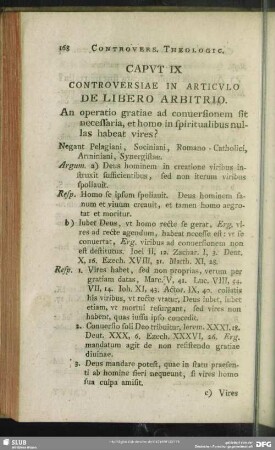 168 CONTROVERS. THEOLOGIC.
CAPVT IX
CONTROVERSIAE IN ARTICVLO
DE LIBERO ARBITRIO.
An operatio gratiae ad conuersionem sit
necessaria, et homo in spiritualibus nul-
las habeat vires?
Negant Pelagiani, Sociniani, Romano-Catholici,
Arminiani, Synergistae.
Argum. a) Deus hominem in creatione viribus in-
struxit sufficientibus, sed non iterum viribus
spoliauit.
Resp. Homo se ipsum spoliauit. Deus hominem sa-
num et viuum creauit, et tamen homo aegro-
tat et moritur.
b) Iubet Deus, vt homo recte se gerat, Erg. vi-
res ad recte agendum, habeat necesse est: vt se
conuertat, Erg. viribus ad conuersionem non
est destitutus. Ioel II, 12. Zachar. I, 3. Deut.
X, 16. Ezech. XVIII, 31. Matth. XI, 25.
Resp. 1. Vires habet, sed non proprias, verum per
gratiam datas, Marc. V, 41. Luc. VIII, 54.
VII, 14. Ioh. XI, 43. Actor. IX, 40. collatis
his viribus, vt recte vtatur, Deus iubet, iubet
etiam, vt mortui resurgant, sed vires non
habent, quas iussu ipso concedit.
2. Conuersio soli Deo tribuitur, Ierem. XXXI, 18.
Deut. XXX, 6. Ezech. XXXVI, 26. Erg.
mandatum agit de non resistendo gratiae
diuinae.
3. Deus mandare potest, quae in statu praesen-
ti ab homine fieri nequeunt, si vires homo
sua culpa amisit.
c) Vires